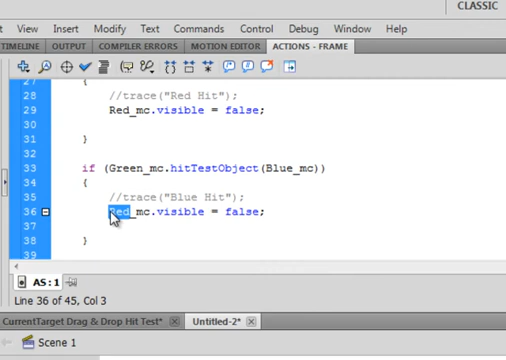 CLASSIC
View Insert Modify Text Commands Control Debug Window Help
TIMELINE OUTPUT COMPILER ERRORS MOTION EDITOR ACTIONS - FRAME
27 {
28 //trace("Red Hit");
29 Red_mc.visible = false;
30
31 }
32
33 if (Green_mc.hitTestObject(Blue_mc))
34 {
35 //trace("Blue Hit");
36 Red_mc.visible = false;
37
38 }
39
AS:1
Line 36 of 45, Col 3
CurrentTarget Drag & Drop Hit Test* Untitled-2*
Scene 1